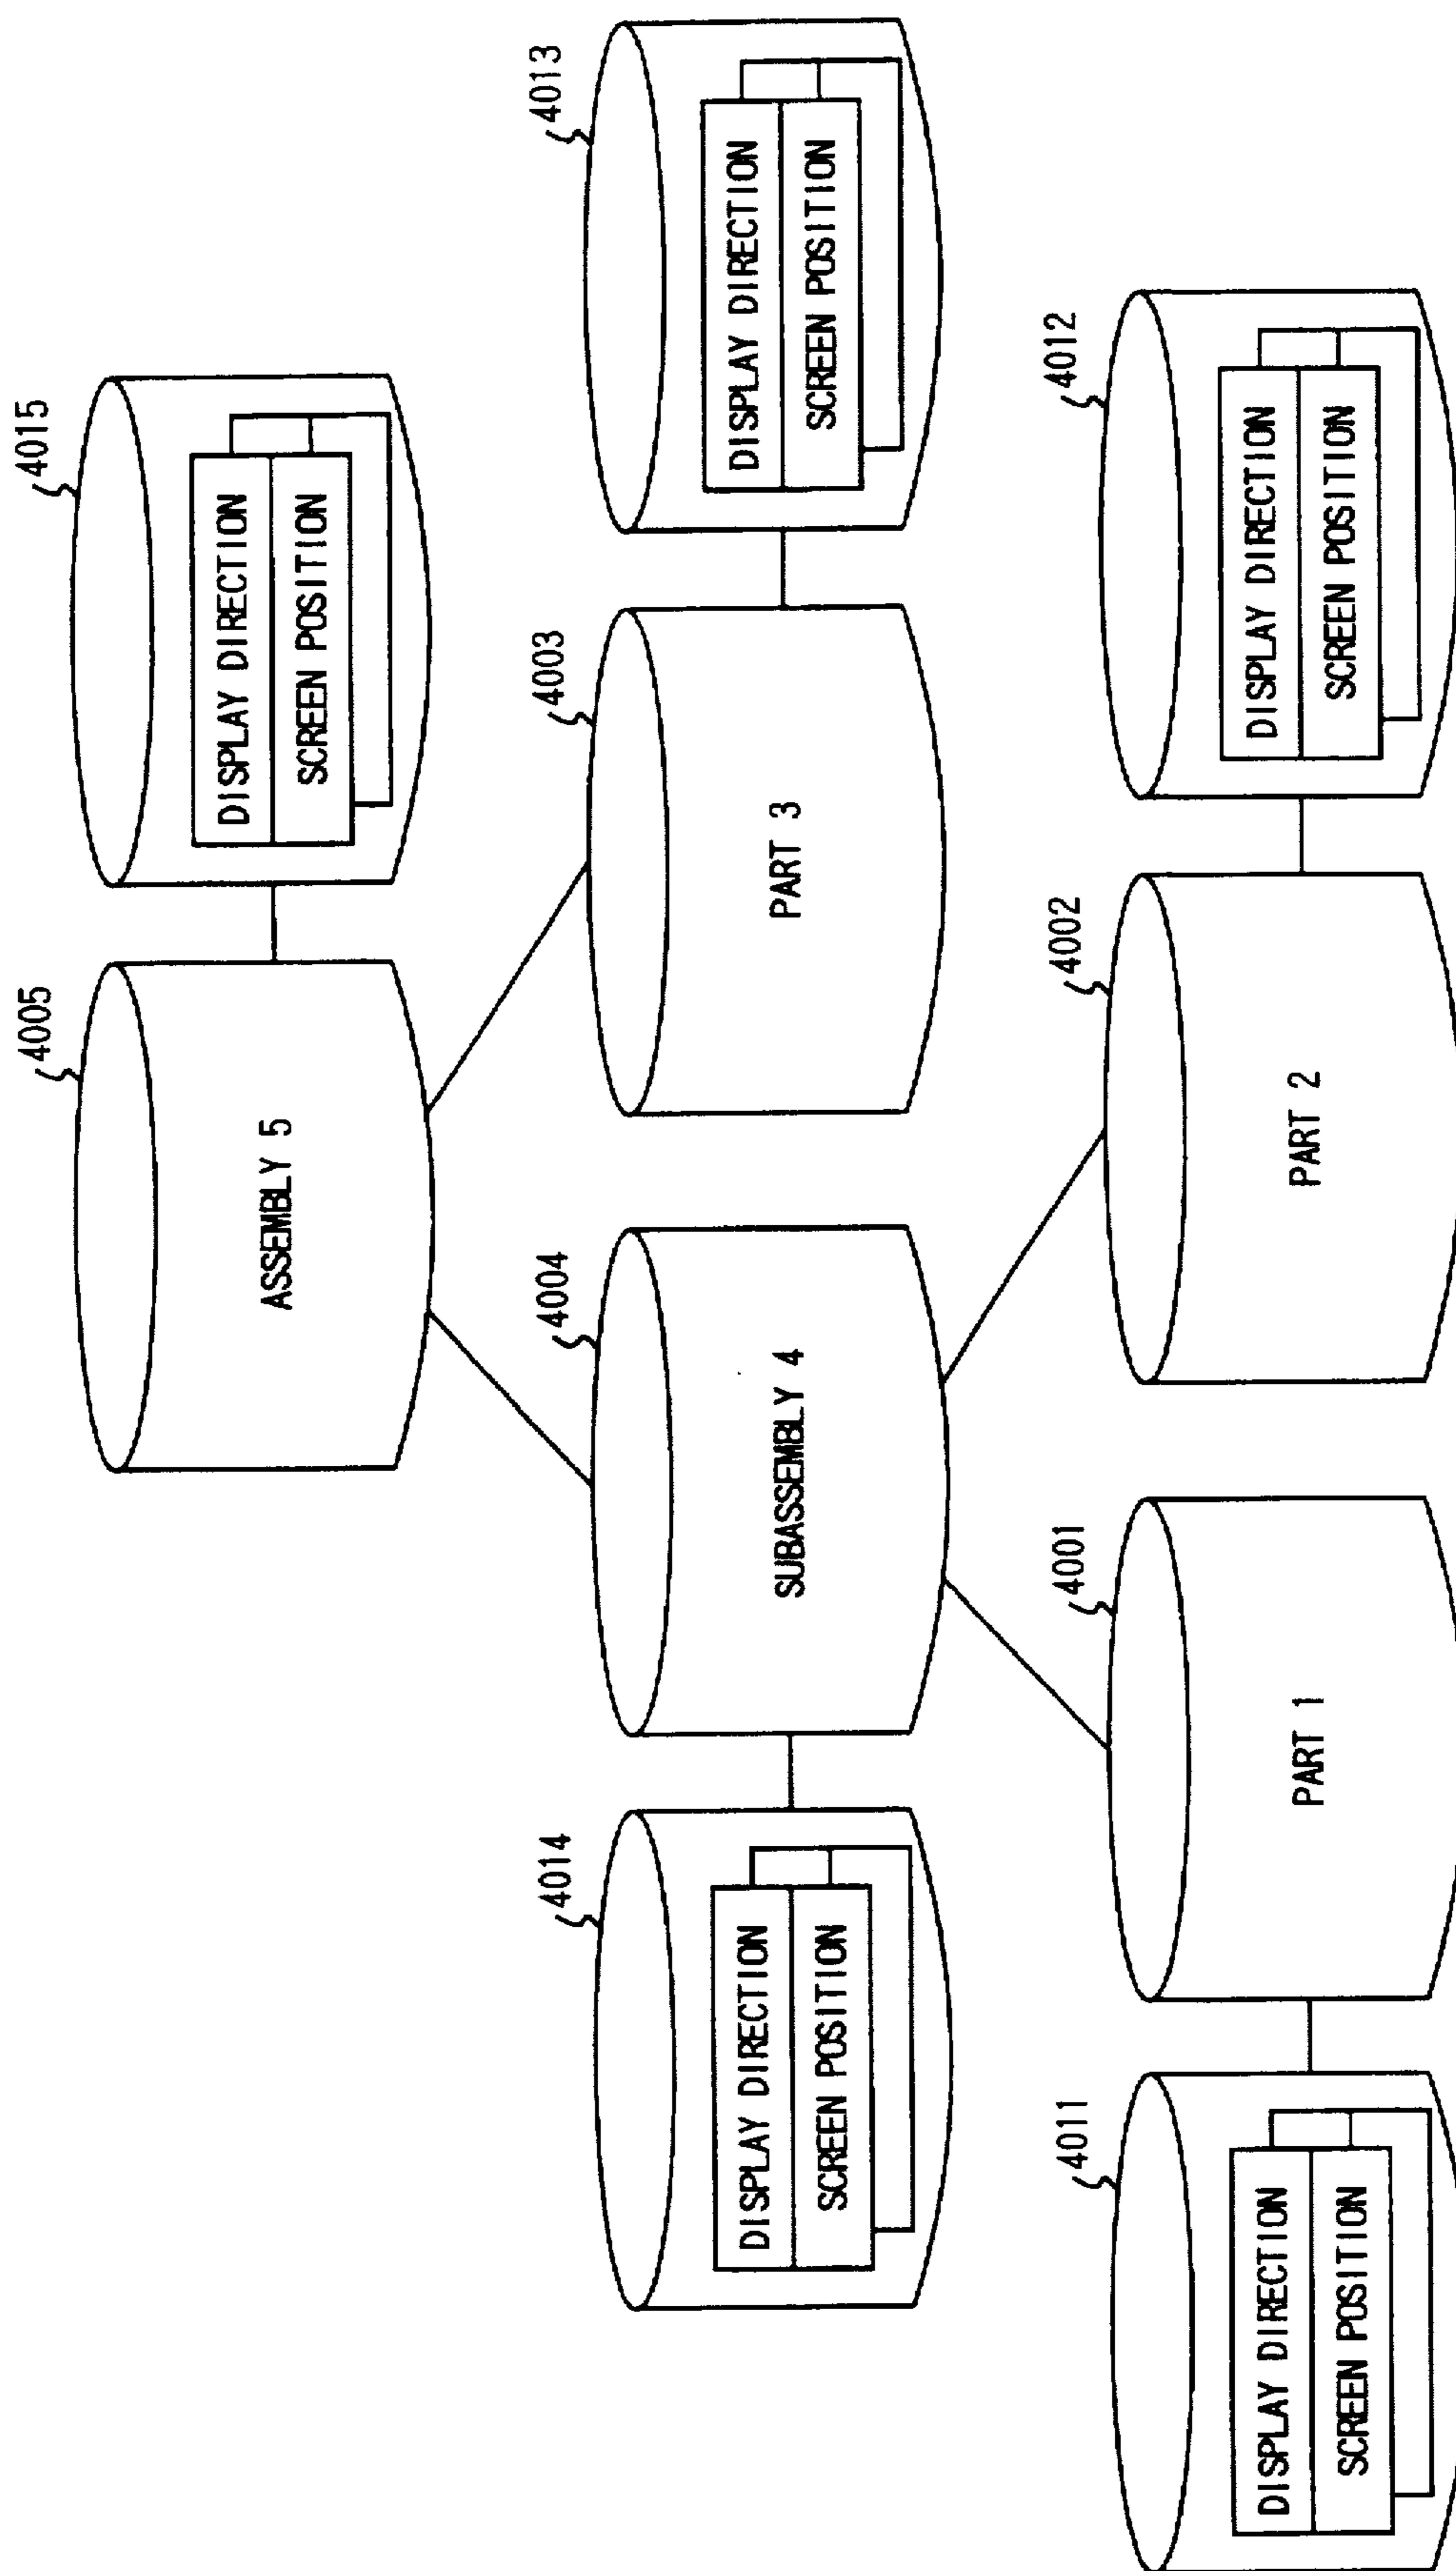 4005
ASSEMBLY 5
4015
DISPLAY DIRECTION
SCREEN POSITION
4014
DISPLAY DIRECTION
SCREEN POSITION
4004
SUBASSEMBLY 4
4003
PART 3
4013
DISPLAY DIRECTION
SCREEN POSITION
4011
DISPLAY DIRECTION
SCREEN POSITION
4001
PART 1
4002
PART 2
4012
DISPLAY DIRECTION
SCREEN POSITION